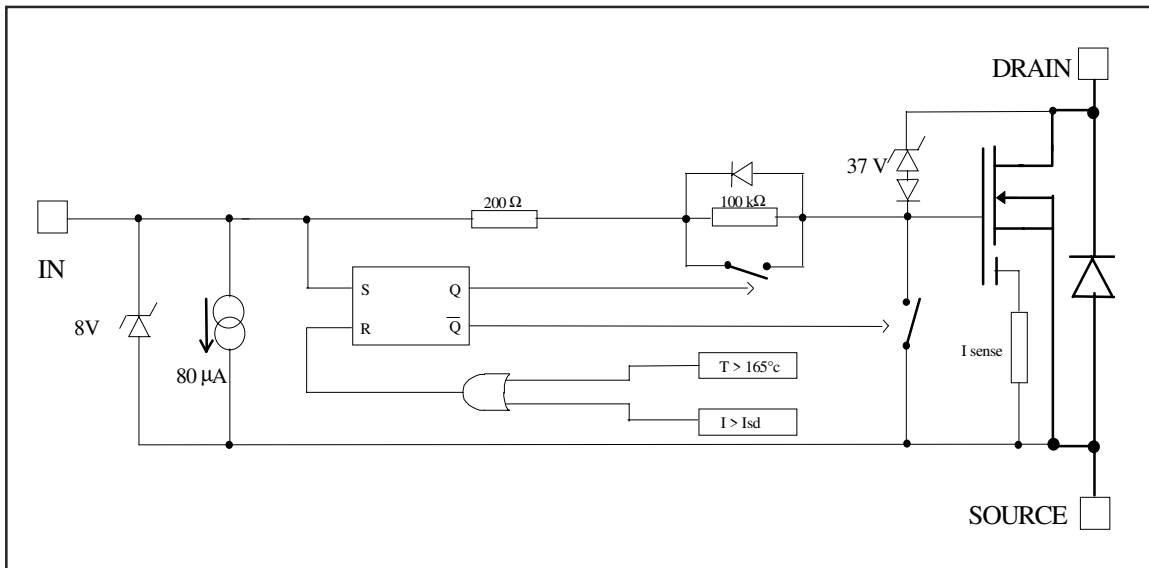 DRAIN
37 V
200 Ω
100 kΩ
IN
S
Q
R
Q̅
8V
80 µA
I sense
T > 165°c
I > Isd
SOURCE